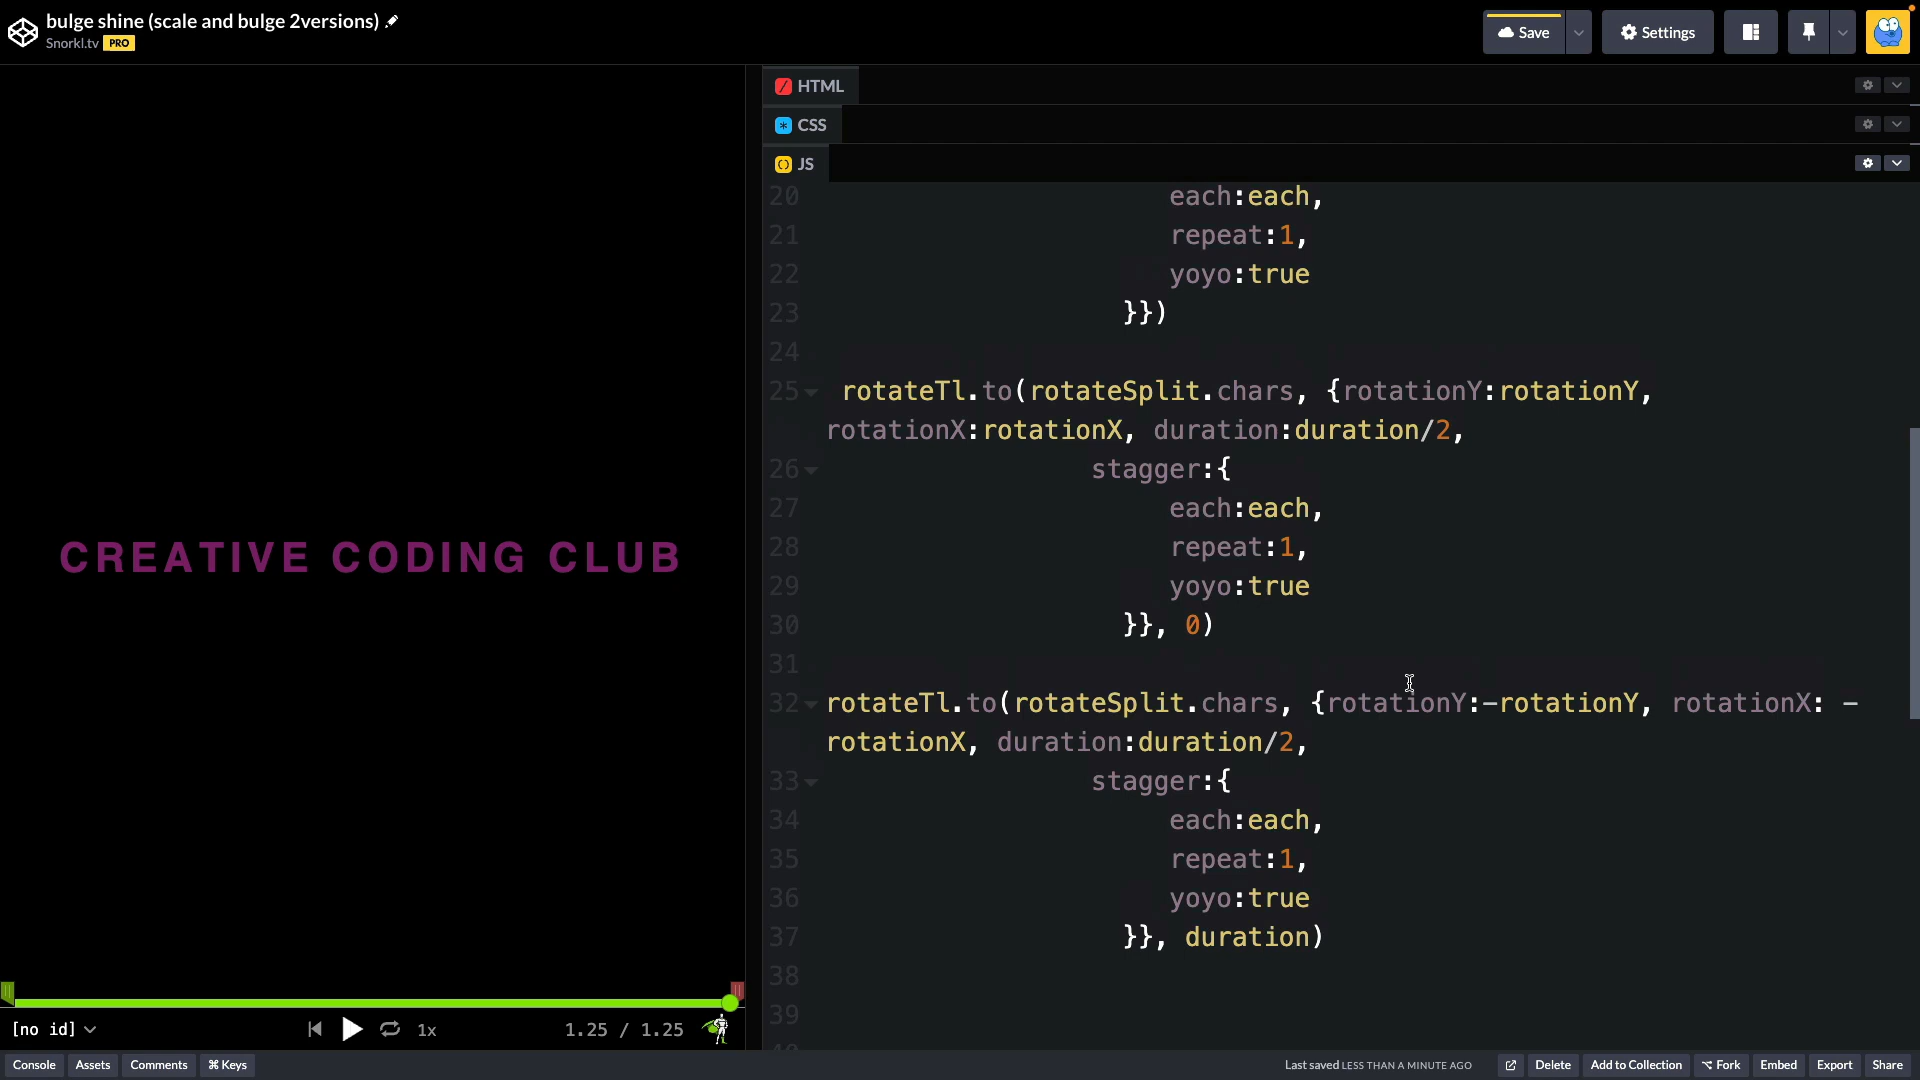 bulge shine (scale and bulge 2versions)
Snorkl.tv PRO
Save
Settings
HTML
CSS
JS
20 each:each,
21 repeat:1,
22 yoyo:true
23 }})
24
25 rotateTl.to(rotateSplit.chars, {rotationY:rotationY,
rotationX:rotationX, duration:duration/2,
26 stagger:{
27 each:each,
28 repeat:1,
29 yoyo:true
30 }}, 0)
31
32 rotateTl.to(rotateSplit.chars, {rotationY:-rotationY, rotationX: -
rotationX, duration:duration/2,
33 stagger:{
34 each:each,
35 repeat:1,
36 yoyo:true
37 }}, duration)
38
39
CREATIVE CODING CLUB
[no id] 1x 1.25 / 1.25
Console Assets Comments ⌘ Keys Last saved LESS THAN A MINUTE AGO Delete Add to Collection Fork Embed Export Share